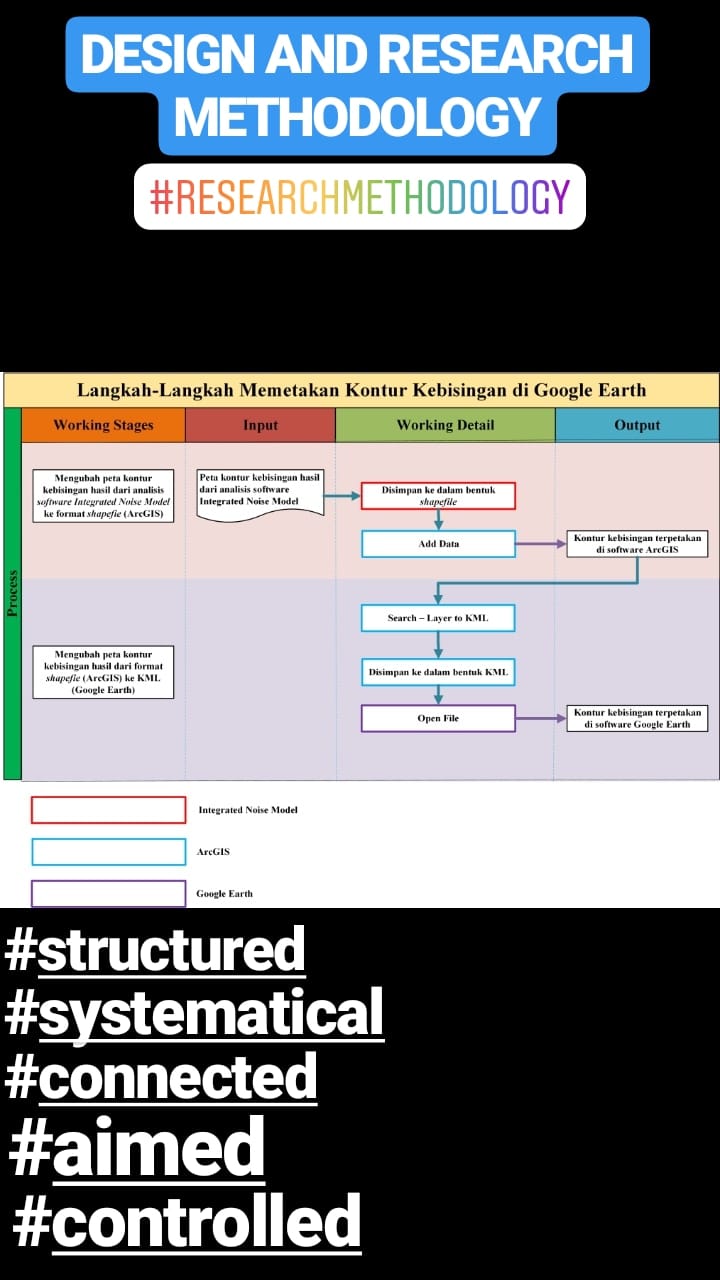 DESIGN AND RESEARCH
METHODOLOGY
#RESEARCHMETHODOLOGY
Langkah-Langkah Memetakan Kontur Kebisingan di Google Earth
Working Stages
Input
Working Detail
Output
Process
Mengubah peta kontur
kebisingan hasil dari analisis
software Integrated Noise Model
ke format shapefie (ArcGIS)
Peta kontur kebisingan hasil
dari analisis software
Integrated Noise Model
Disimpan ke dalam bentuk
shapefile
Add Data
Kontur kebisingan terpetakan
di software ArcGIS
Mengubah peta kontur
kebisingan hasil dari format
shapefie (ArcGIS) ke KML
(Google Earth)
Search – Layer to KML
Disimpan ke dalam bentuk KML
Open File
Kontur kebisingan terpetakan
di software Google Earth
Integrated Noise Model
ArcGIS
Google Earth
#structured
#systematical
#connected
#aimed
#controlled